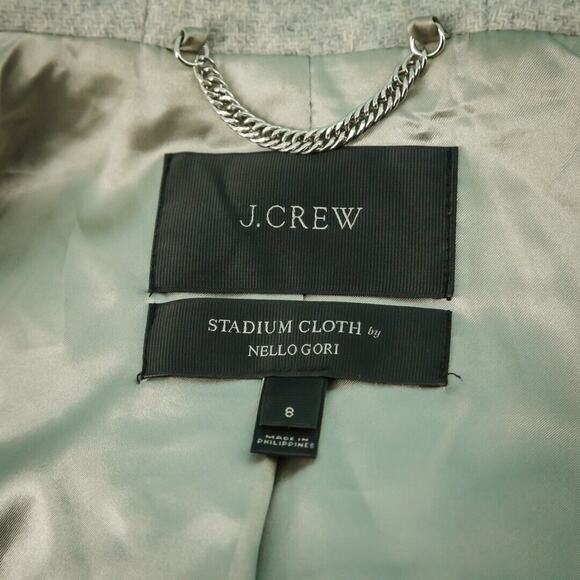 J.CREW
STADIUM CLOTH by
NELLO GORI
8
MADE IN
PHILIPPINES